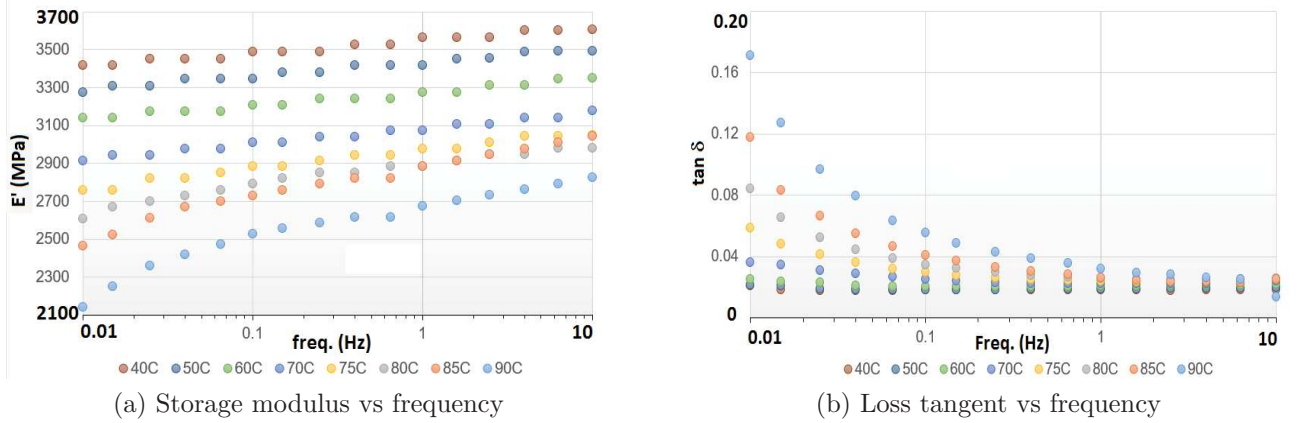 3700
3500
3300
3100
2900
2700
2500
2300
2100
E' (MPa)
0.01
0.1
1
10
freq. (Hz)
40C 50C 60C 70C 75C 80C 85C 90C
(a) Storage modulus vs frequency
0.20
0.16
0.12
0.08
0.04
0
tan δ
0.01
0.1
1
10
Freq. (Hz)
40C 50C 60C 70C 75C 80C 85C 90C
(b) Loss tangent vs frequency